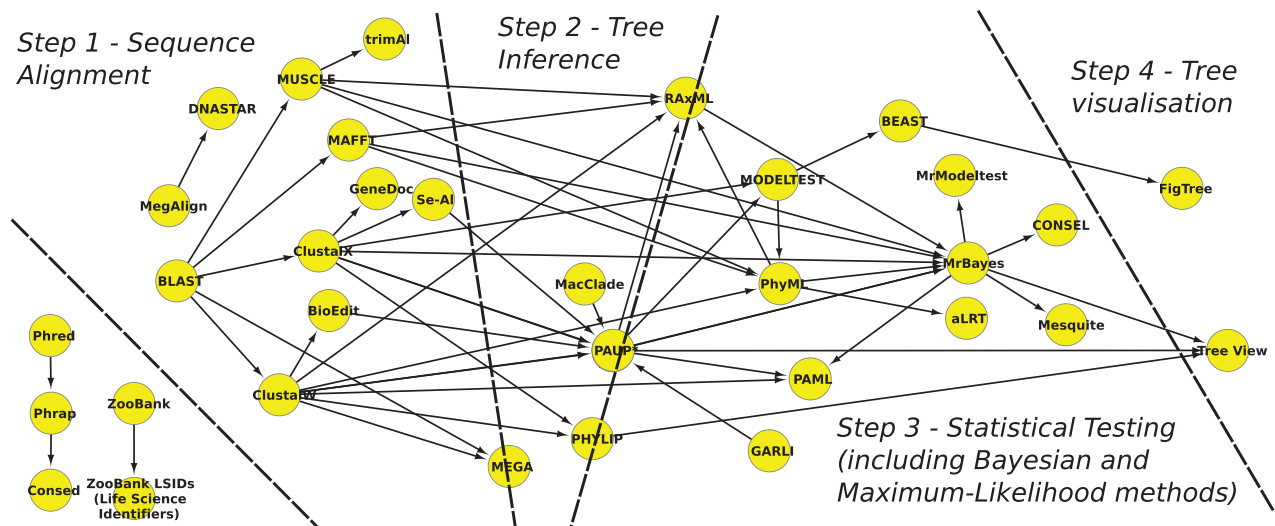 Step 1 - Sequence
Alignment
Step 2 - Tree
Inference
Step 4 - Tree
visualisation
trimAl
MUSCLE
DNASTAR
RAxML
BEAST
MAFFT
MegAlign
GeneDoc
Se-Al
MODELTEST
MrModeltest
FigTree
ClustalX
CONSEL
BLAST
MacClade
PhyML
MrBayes
BioEdit
aLRT
Mesquite
Phred
PAUP*
Tree View
PAML
ClustalW
Phrap
ZooBank
PHYLIP
GARLI
MEGA
Step 3 - Statistical Testing
(including Bayesian and
Maximum-Likelihood methods)
Consed
ZooBank LSIDs
(Life Science
Identifiers)